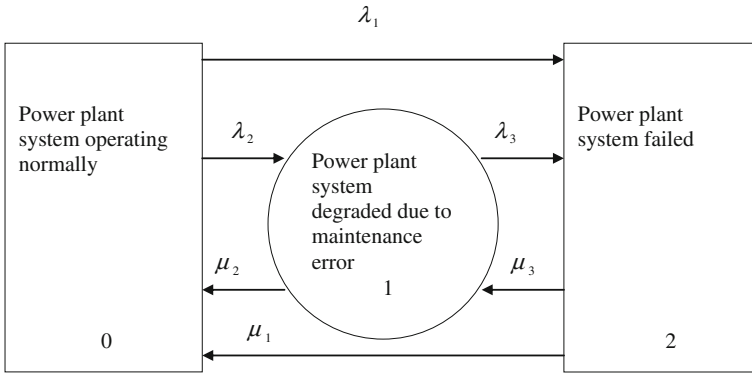 λ₁
Power plant
system operating
normally
λ₂
Power plant
system
degraded due to
maintenance
error
1
λ₃
Power plant
system failed
μ₂
μ₃
0
μ₁
2